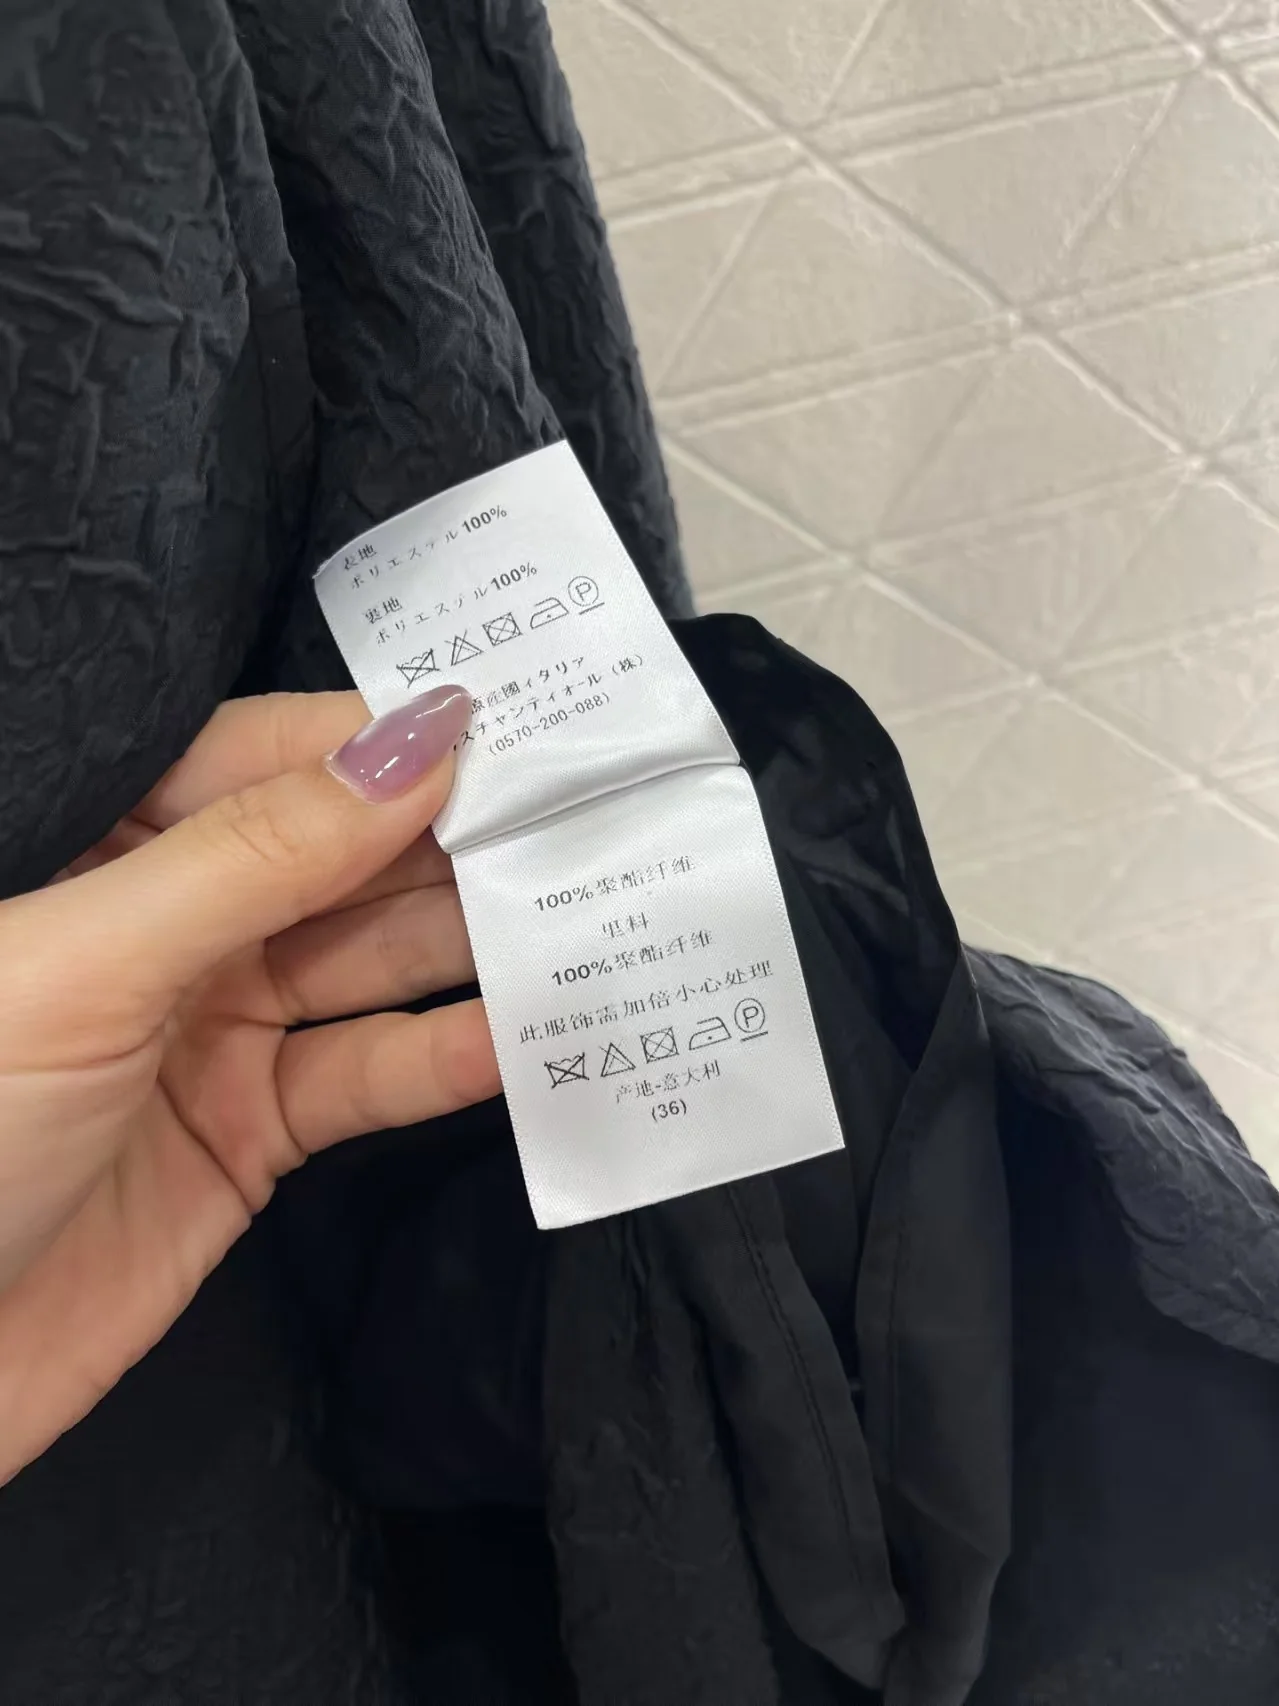 表地
ポリエステル100%
裏地
ポリエステル100%
P
原産國イタリア
スチャンディオール(株)
(0570-200-088)
100%聚酯纤维
里料
100%聚酯纤维
此服饰需加倍小心处理
P
产地-意大利
(36)